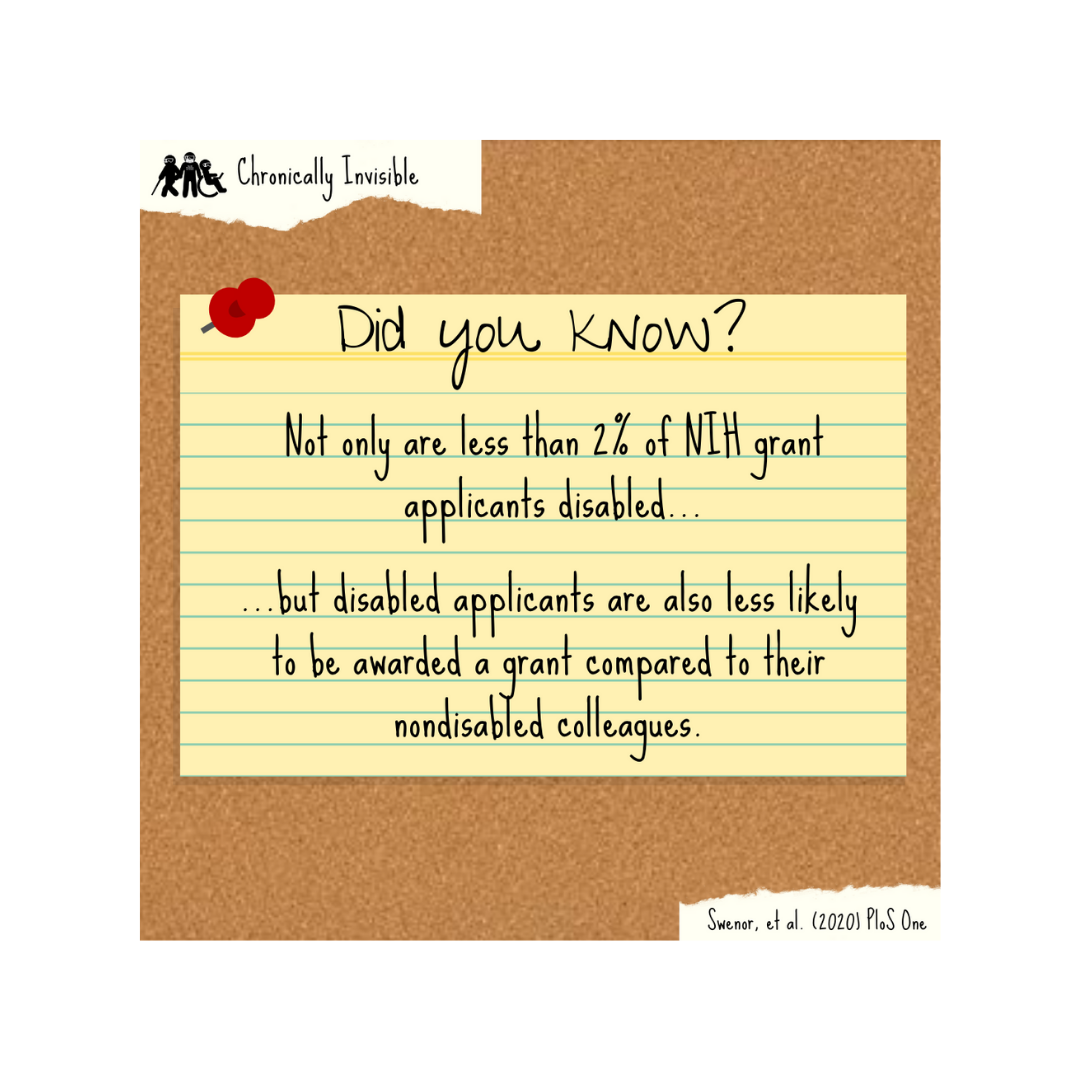 Chronically Invisible
Did you know?
Not only are less than 2% of NIH grant
applicants disabled...
...but disabled applicants are also less likely
to be awarded a grant compared to their
nondisabled colleagues.
Swenor, et al. (2020) PloS One